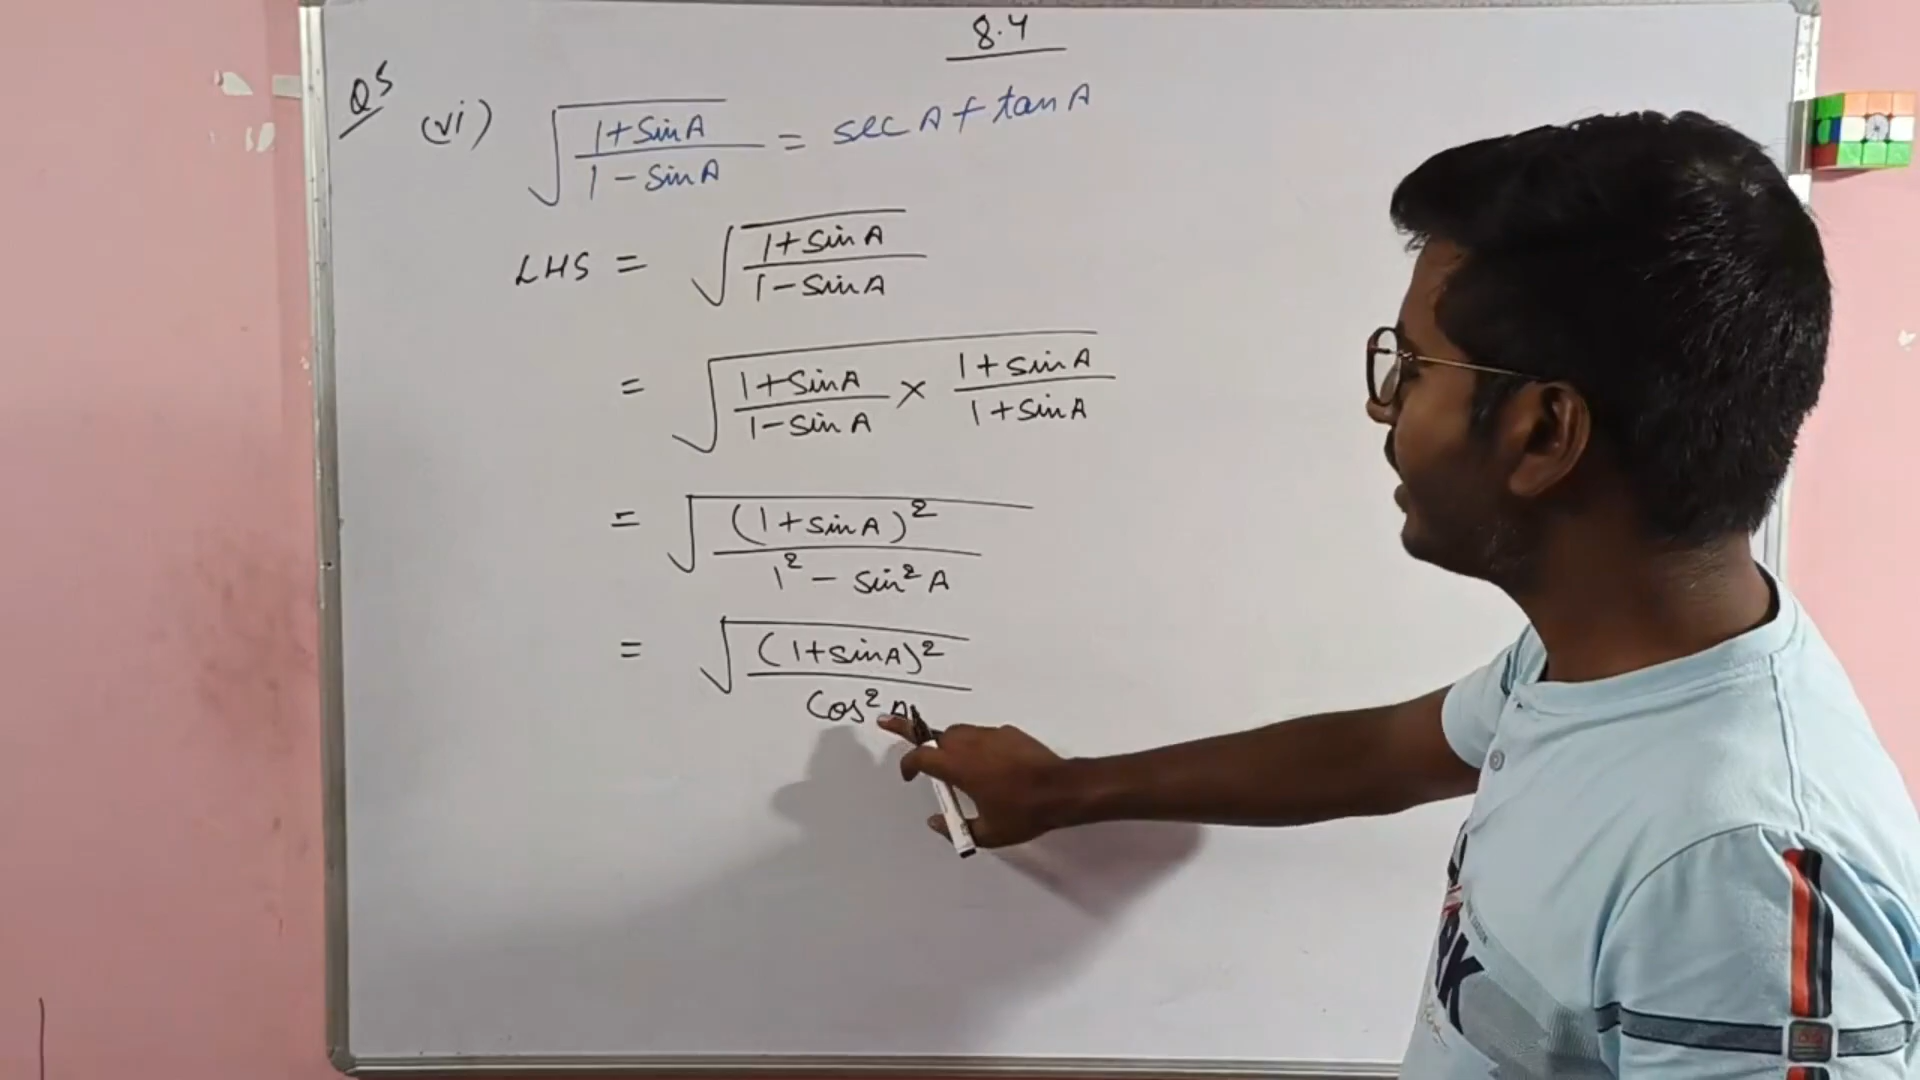 8.4
Q5
(vi) √(1+sinA / 1-sinA) = secA + tanA
LHS = √(1+sinA / 1-sinA)
= √(1+sinA / 1-sinA × 1+sinA / 1+sinA)
= √((1+sinA)² / 1² - sin²A)
= √((1+sinA)² / cos²A)